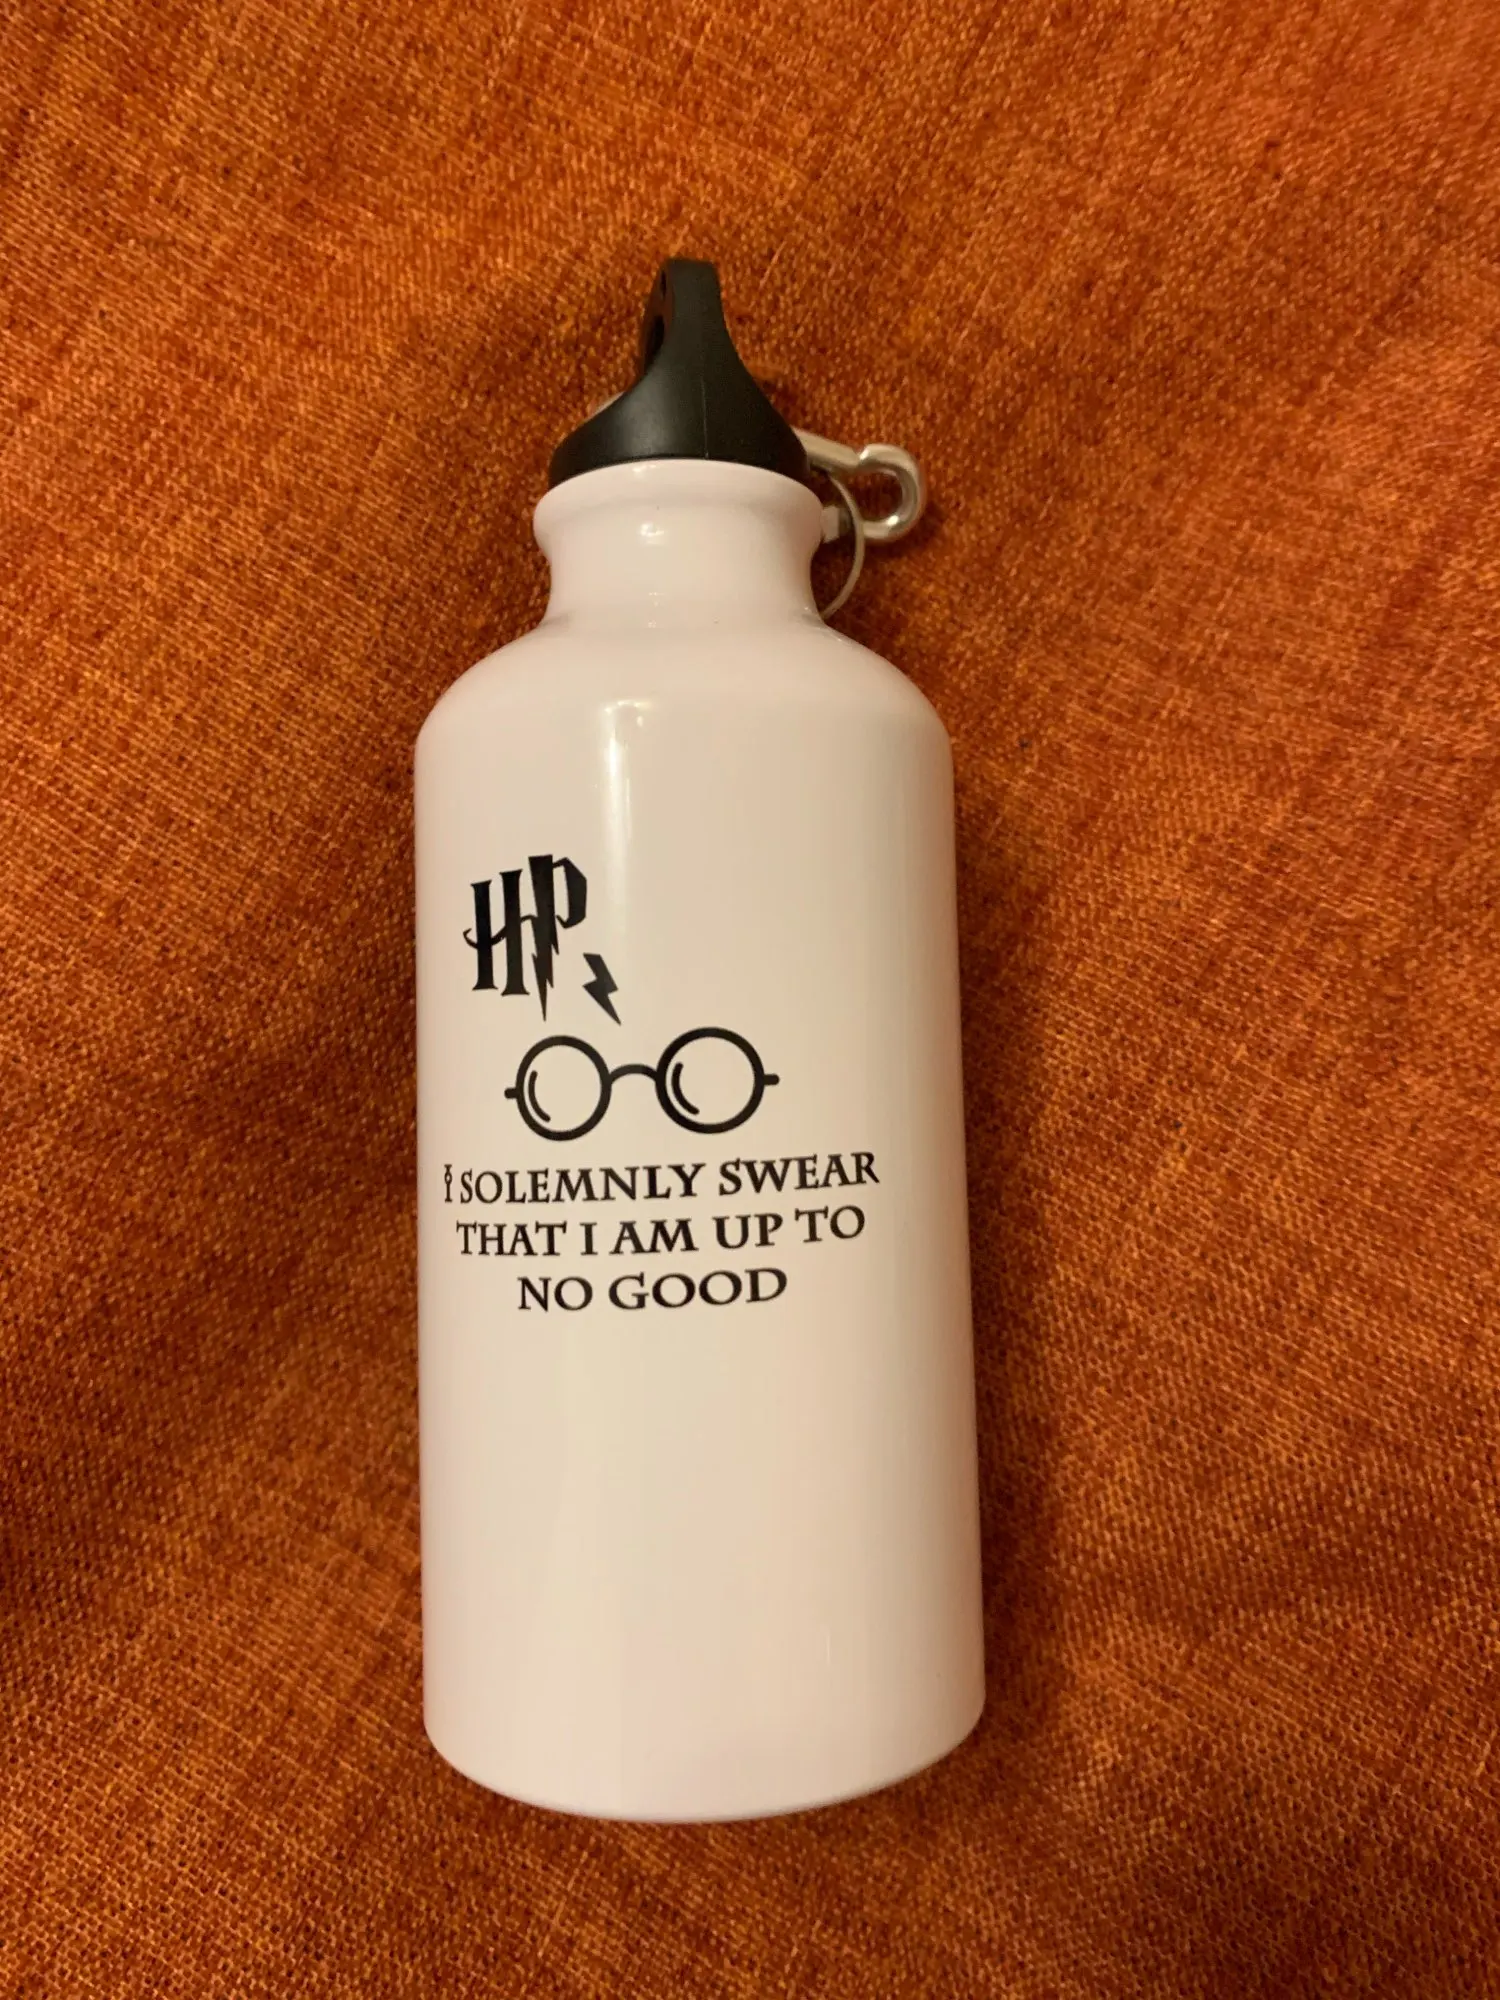 HP
I SOLEMNLY SWEAR
THAT I AM UP TO
NO GOOD